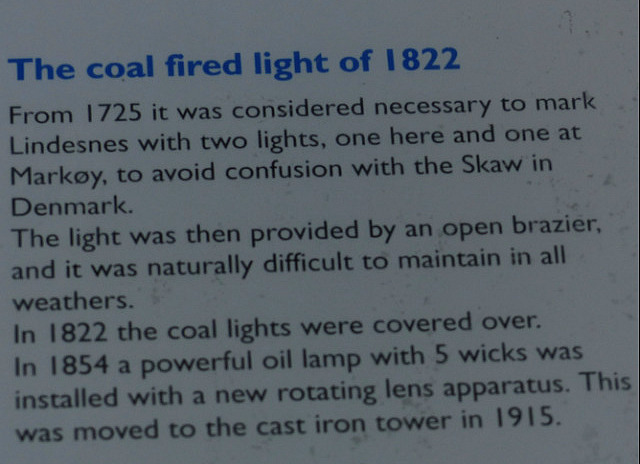 The coal fired light of 1822
From 1725 it was considered necessary to mark
Lindesnes with two lights, one here and one at
Markøy, to avoid confusion with the Skaw in
Denmark.
The light was then provided by an open brazier,
and it was naturally difficult to maintain in all
weathers.
In 1822 the coal lights were covered over.
In 1854 a powerful oil lamp with 5 wicks was
installed with a new rotating lens apparatus. This
was moved to the cast iron tower in 1915.